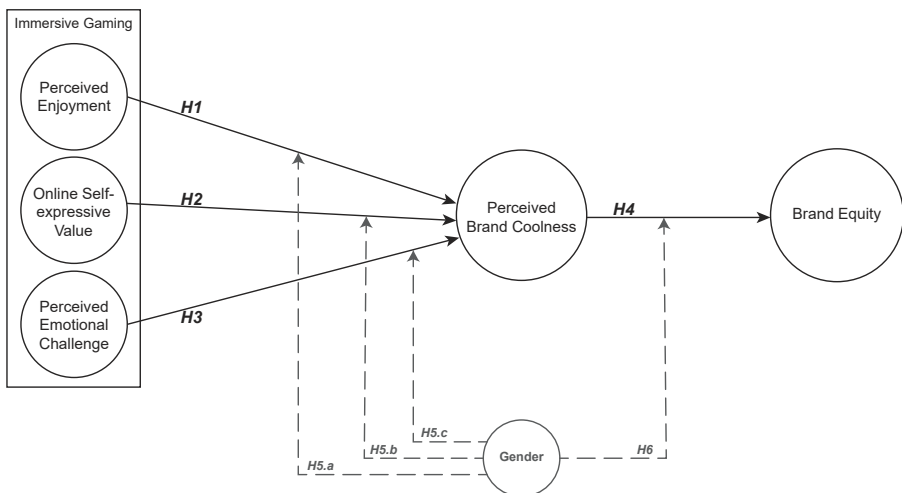 Immersive Gaming
Perceived
Enjoyment
H1
Online Self-
expressive
Value
H2
Perceived
Emotional
Challenge
H3
Perceived
Brand Coolness
H4
Brand Equity
H5.a
H5.b
H5.c
Gender
H6